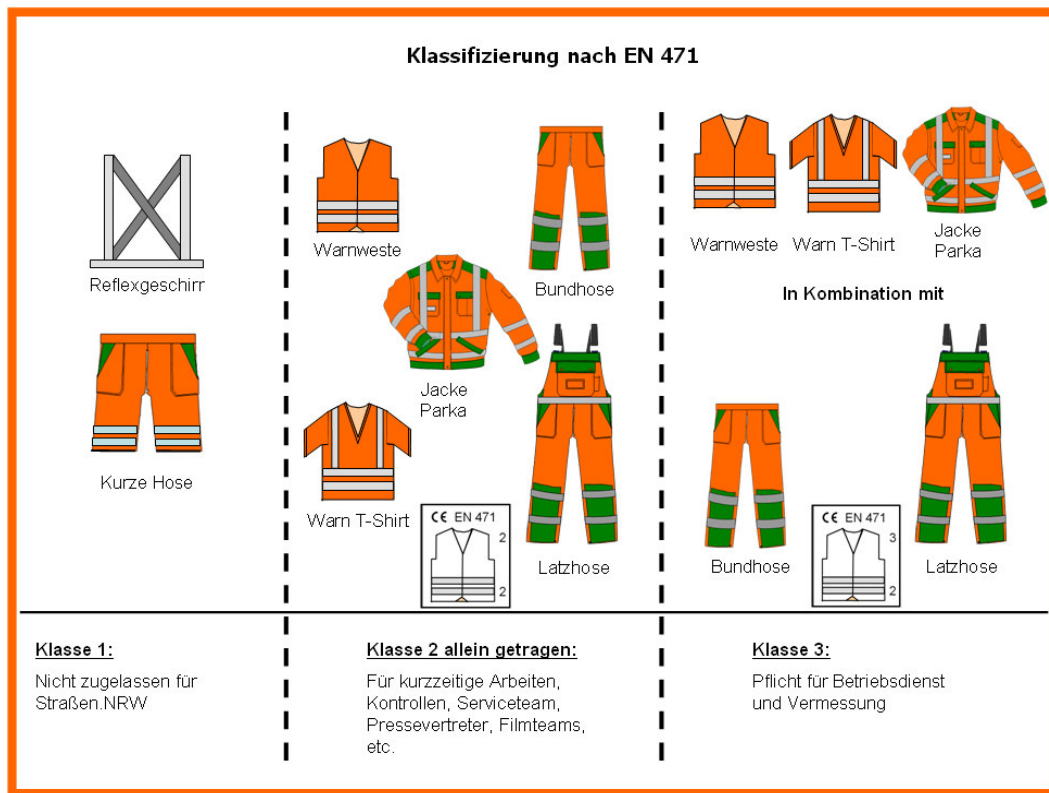 Klassifizierung nach EN 471
Reflexgeschirr
Kurze Hose
Warnweste
Bundhose
Jacke
Parka
Warn T-Shirt
Latzhose
CE EN 471
2
2
Warnweste
Warn T-Shirt
Jacke
Parka
In Kombination mit
Bundhose
CE EN 471
3
2
Latzhose
Klasse 1:
Nicht zugelassen für
Straßen.NRW
Klasse 2 allein getragen:
Für kurzzeitige Arbeiten,
Kontrollen, Serviceteam,
Pressevertreter, Filmteams,
etc.
Klasse 3:
Pflicht für Betriebsdienst
und Vermessung